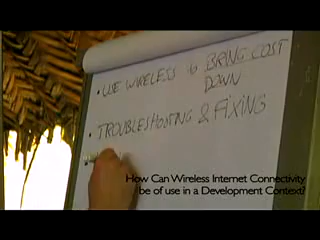 • USE WIRELESS to BRING COST
DOWN
• TROUBLESHOOTING & FIXING
How Can Wireless Internet Connectivity
be of use in a Development Context?